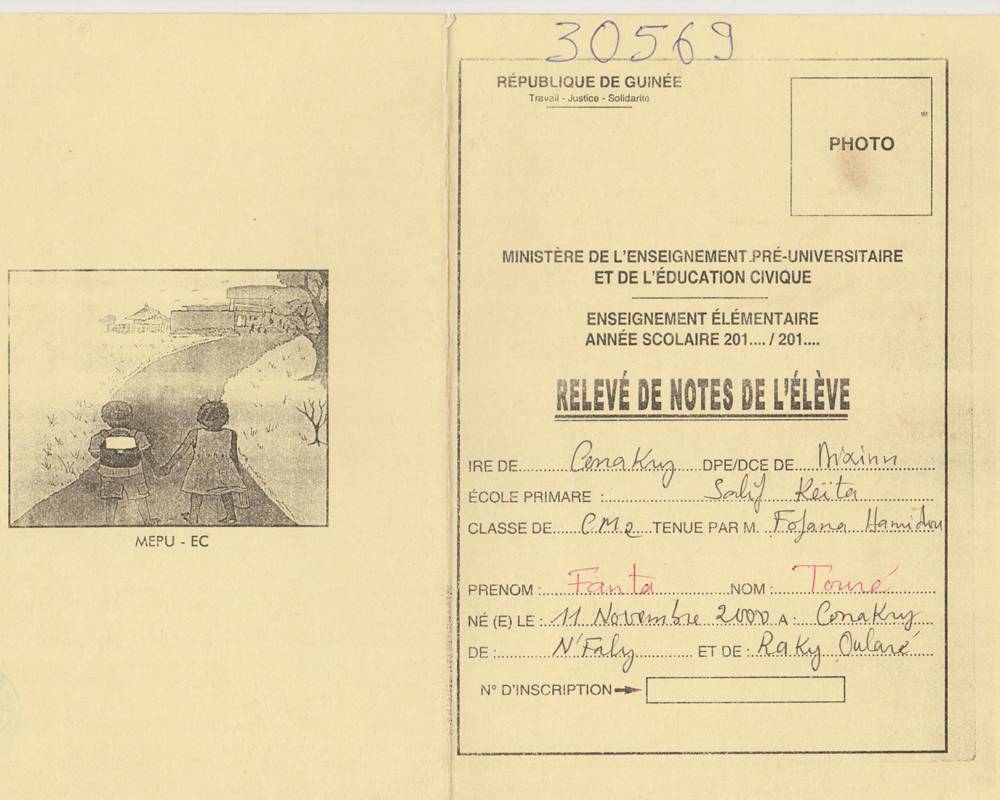 30569
RÉPUBLIQUE DE GUINÉE
Travail - Justice - Solidarité
PHOTO
MINISTÈRE DE L'ENSEIGNEMENT PRÉ-UNIVERSITAIRE
ET DE L'ÉDUCATION CIVIQUE
ENSEIGNEMENT ÉLÉMENTAIRE
ANNÉE SCOLAIRE 201.... / 201....
RELEVÉ DE NOTES DE L'ÉLÈVE
IRE DE Conakry DPE/DCE DE Dixinn
ÉCOLE PRIMARE : Salif Keïta
CLASSE DE CM2 TENUE PAR M. Fofana Hamidou
PRENOM : Fanta NOM : Touré
NÉ (E) LE : 11 Novembre 2000 A : Conakry
DE : N'Faly ET DE : Raky Oularé
N° D'INSCRIPTION
MEPU - EC